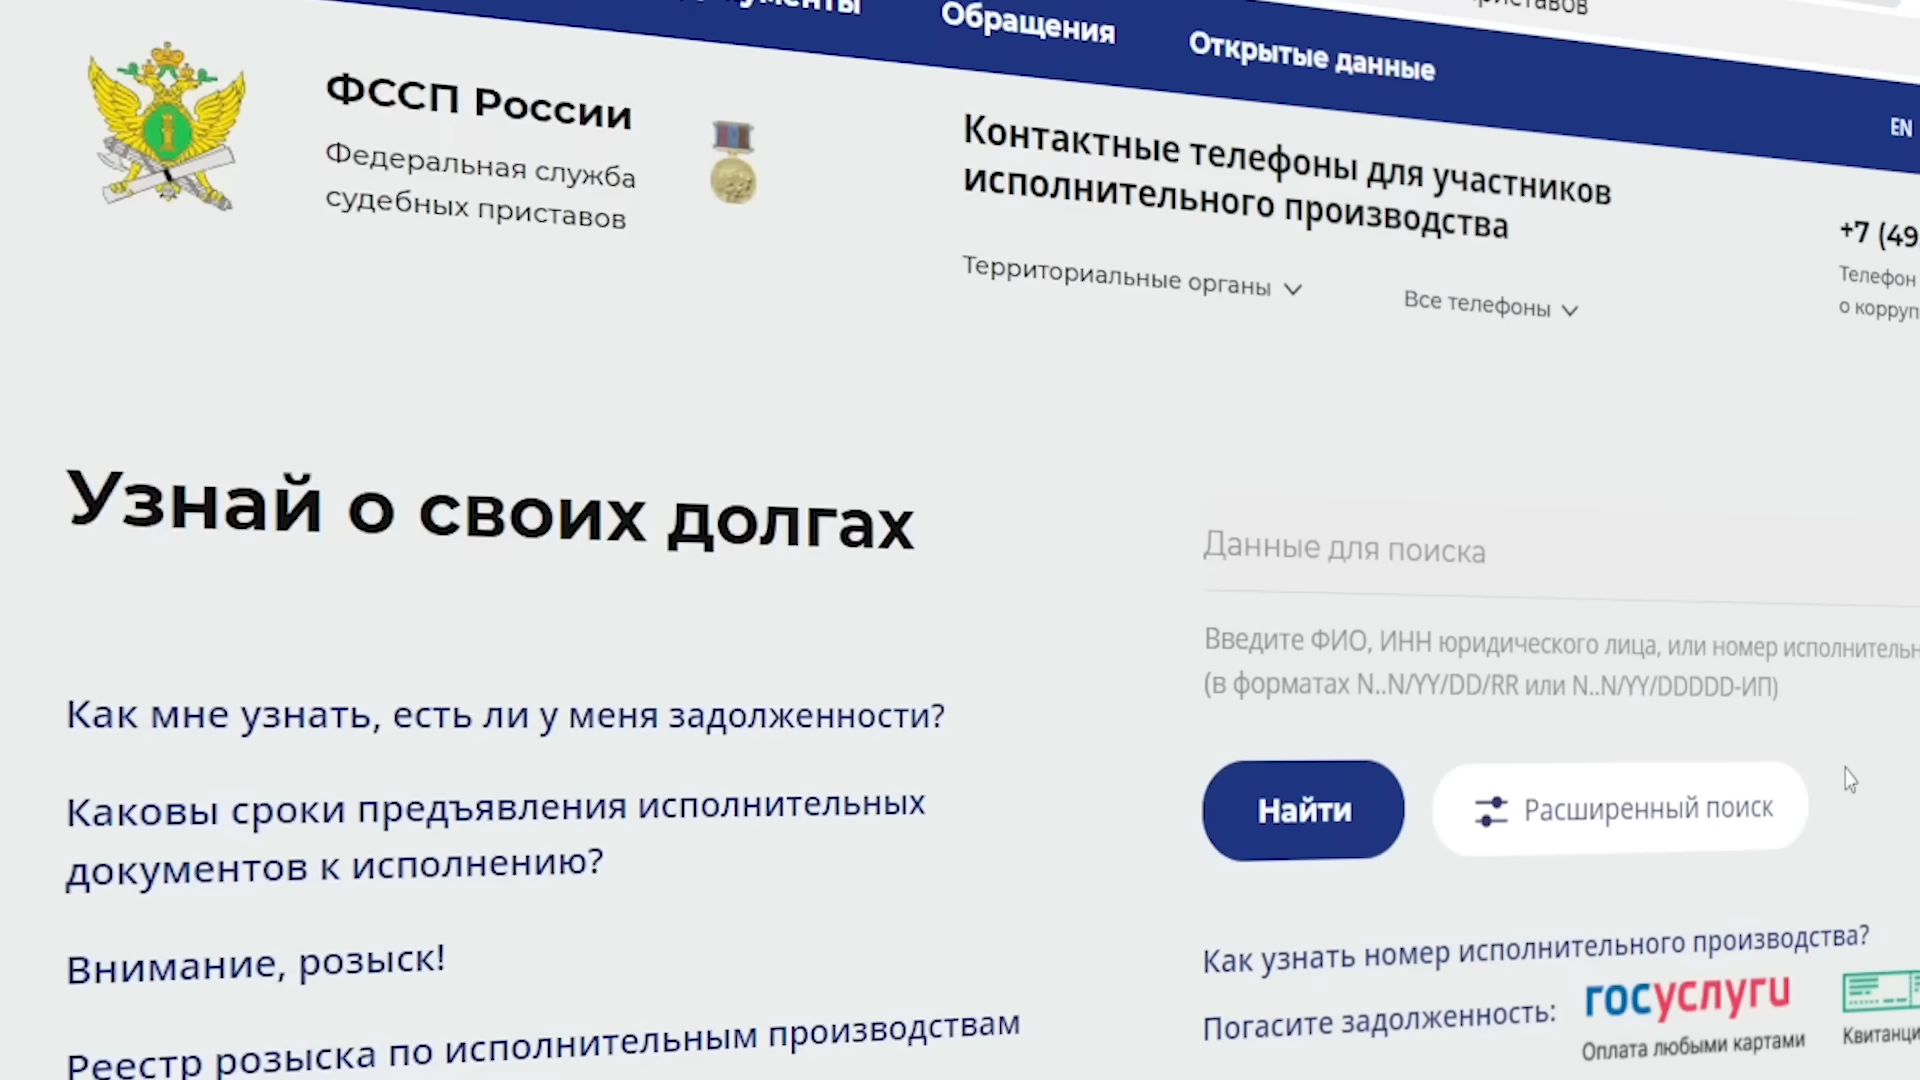 Обращения
Открытые данные
EN
ФССП России
Федеральная служба
судебных приставов
Контактные телефоны для участников
исполнительного производства
Территориальные органы
Все телефоны
+7 (49
Телефон
Узнай о своих долгах
Данные для поиска
Введите ФИО, ИНН юридического лица, или номер
(в форматах N..N/YY/DD/RR или N..N/YY/DDDDD-ИП)
Найти
Расширенный поиск
Как мне узнать, есть ли у меня задолженности?
Каковы сроки предъявления исполнительных
документов к исполнению?
Внимание, розыск!
Реестр розыска по исполнительным производствам
Как узнать номер исполнительного производства?
Погасите задолженность:
госуслуги
Оплата любыми картами